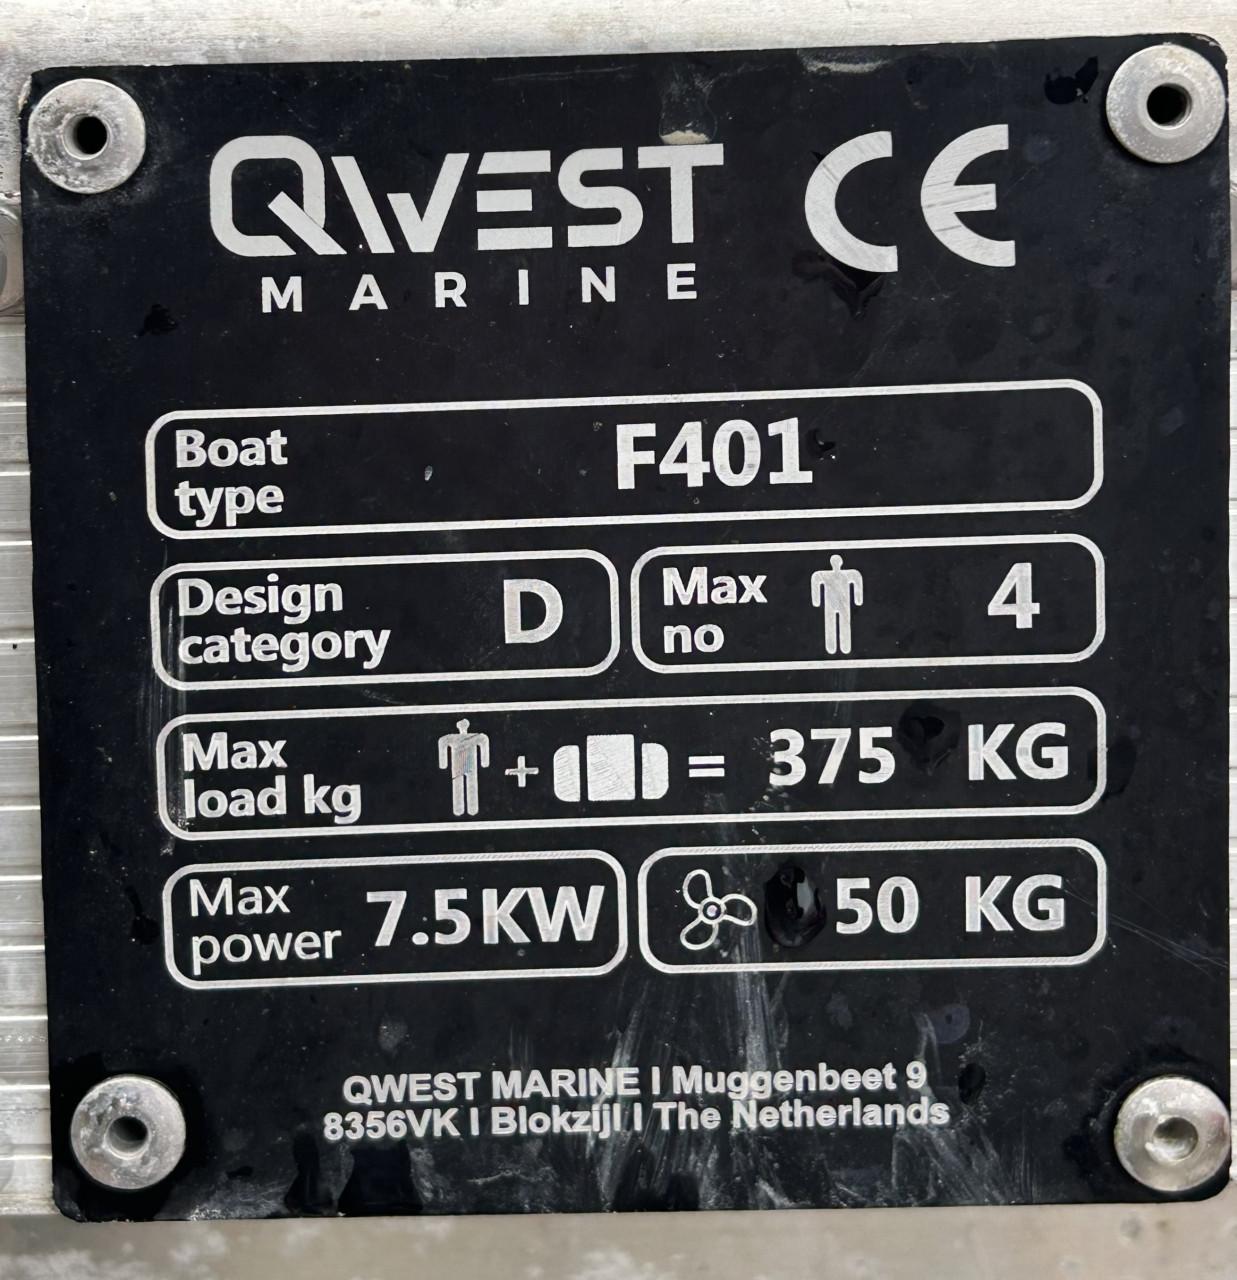 QWEST CE
MARINE
Boat
type F401
Design
category D
Max
no 4
Max
load kg + = 375 KG
Max
power 7.5KW
50 KG
QWEST MARINE | Muggenbeet 9
8356VK | Blokzijl | The Netherlands